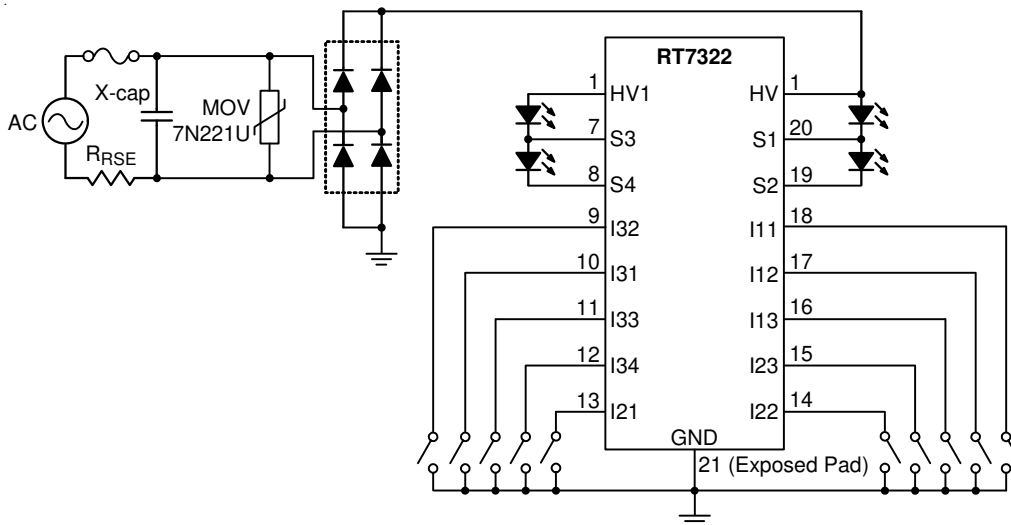 RT7322
X-cap
MOV
7N221U
AC
RRSE
1
HV1
HV
1
7
S3
S1
20
8
S4
S2
19
9
I32
I11
18
10
I31
I12
17
11
I33
I13
16
12
I34
I23
15
13
I21
I22
14
GND
21 (Exposed Pad)